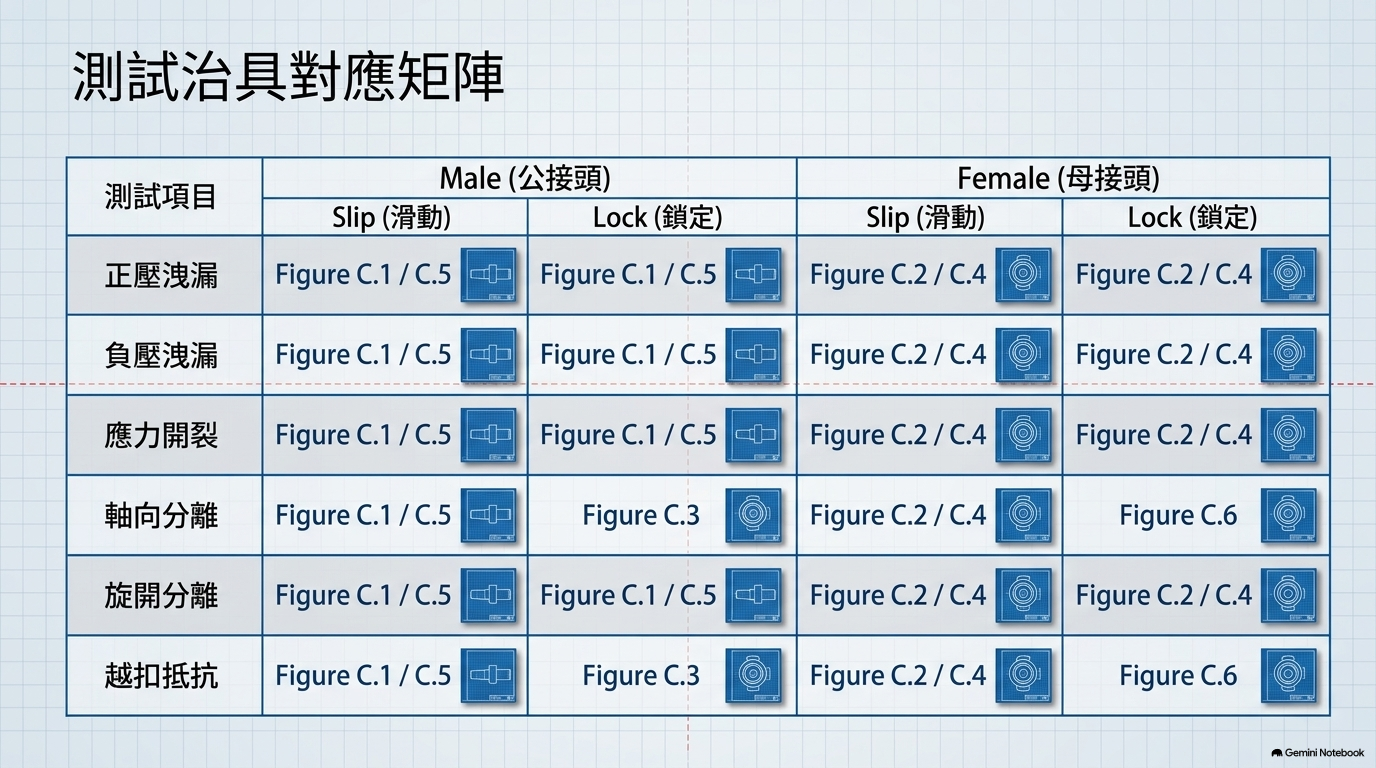 測試治具對應矩陣
測試項目 Male (公接頭) Female (母接頭)
Slip (滑動) Lock (鎖定) Slip (滑動) Lock (鎖定)
正壓洩漏 Figure C.1 / C.5 Figure C.1 / C.5 Figure C.2 / C.4 Figure C.2 / C.4
負壓洩漏 Figure C.1 / C.5 Figure C.1 / C.5 Figure C.2 / C.4 Figure C.2 / C.4
應力開裂 Figure C.1 / C.5 Figure C.1 / C.5 Figure C.2 / C.4 Figure C.2 / C.4
軸向分離 Figure C.1 / C.5 Figure C.3 Figure C.2 / C.4 Figure C.6
旋開分離 Figure C.1 / C.5 Figure C.1 / C.5 Figure C.2 / C.4 Figure C.2 / C.4
越扣抵抗 Figure C.1 / C.5 Figure C.3 Figure C.2 / C.4 Figure C.6
Gemini Notebook